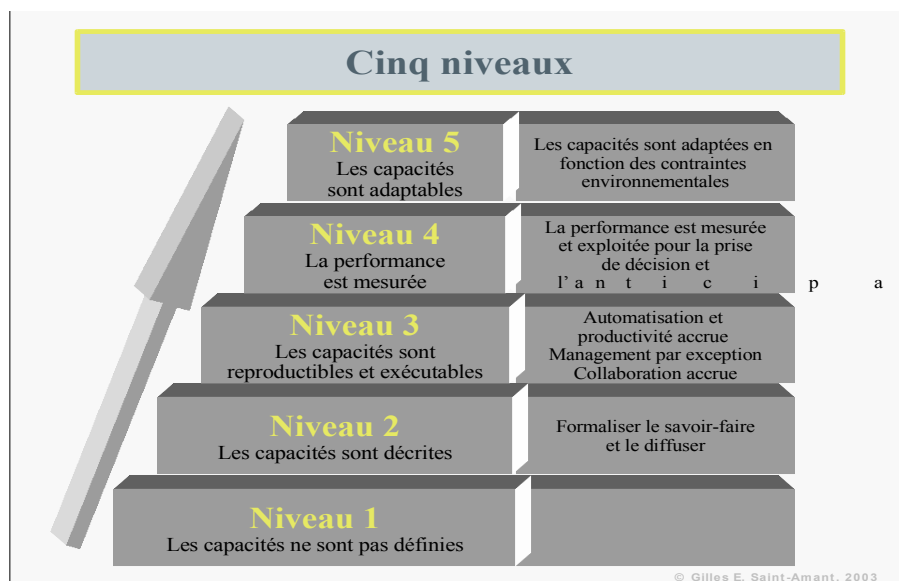 Cinq niveaux
Niveau 5
Les capacités
sont adaptables
Les capacités sont adaptées en
fonction des contraintes
environnementales
Niveau 4
La performance
est mesurée
La performance est mesurée
et exploitée pour la prise
de décision et
l'a n t i c i p a
Niveau 3
Les capacités sont
reproductibles et exécutables
Automatisation et
productivité accrue
Management par exception
Collaboration accrue
Niveau 2
Les capacités sont décrites
Formaliser le savoir-faire
et le diffuser
Niveau 1
Les capacités ne sont pas définies
© Gilles E. Saint-Amant, 2003